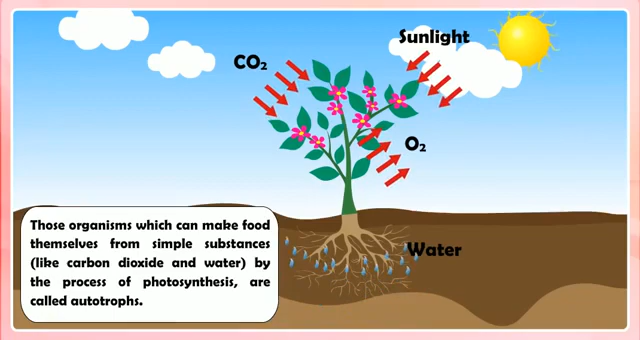 Sunlight
CO₂
O₂
Water
Those organisms which can make food
themselves from simple substances
(like carbon dioxide and water) by
the process of photosynthesis, are
called autotrophs.